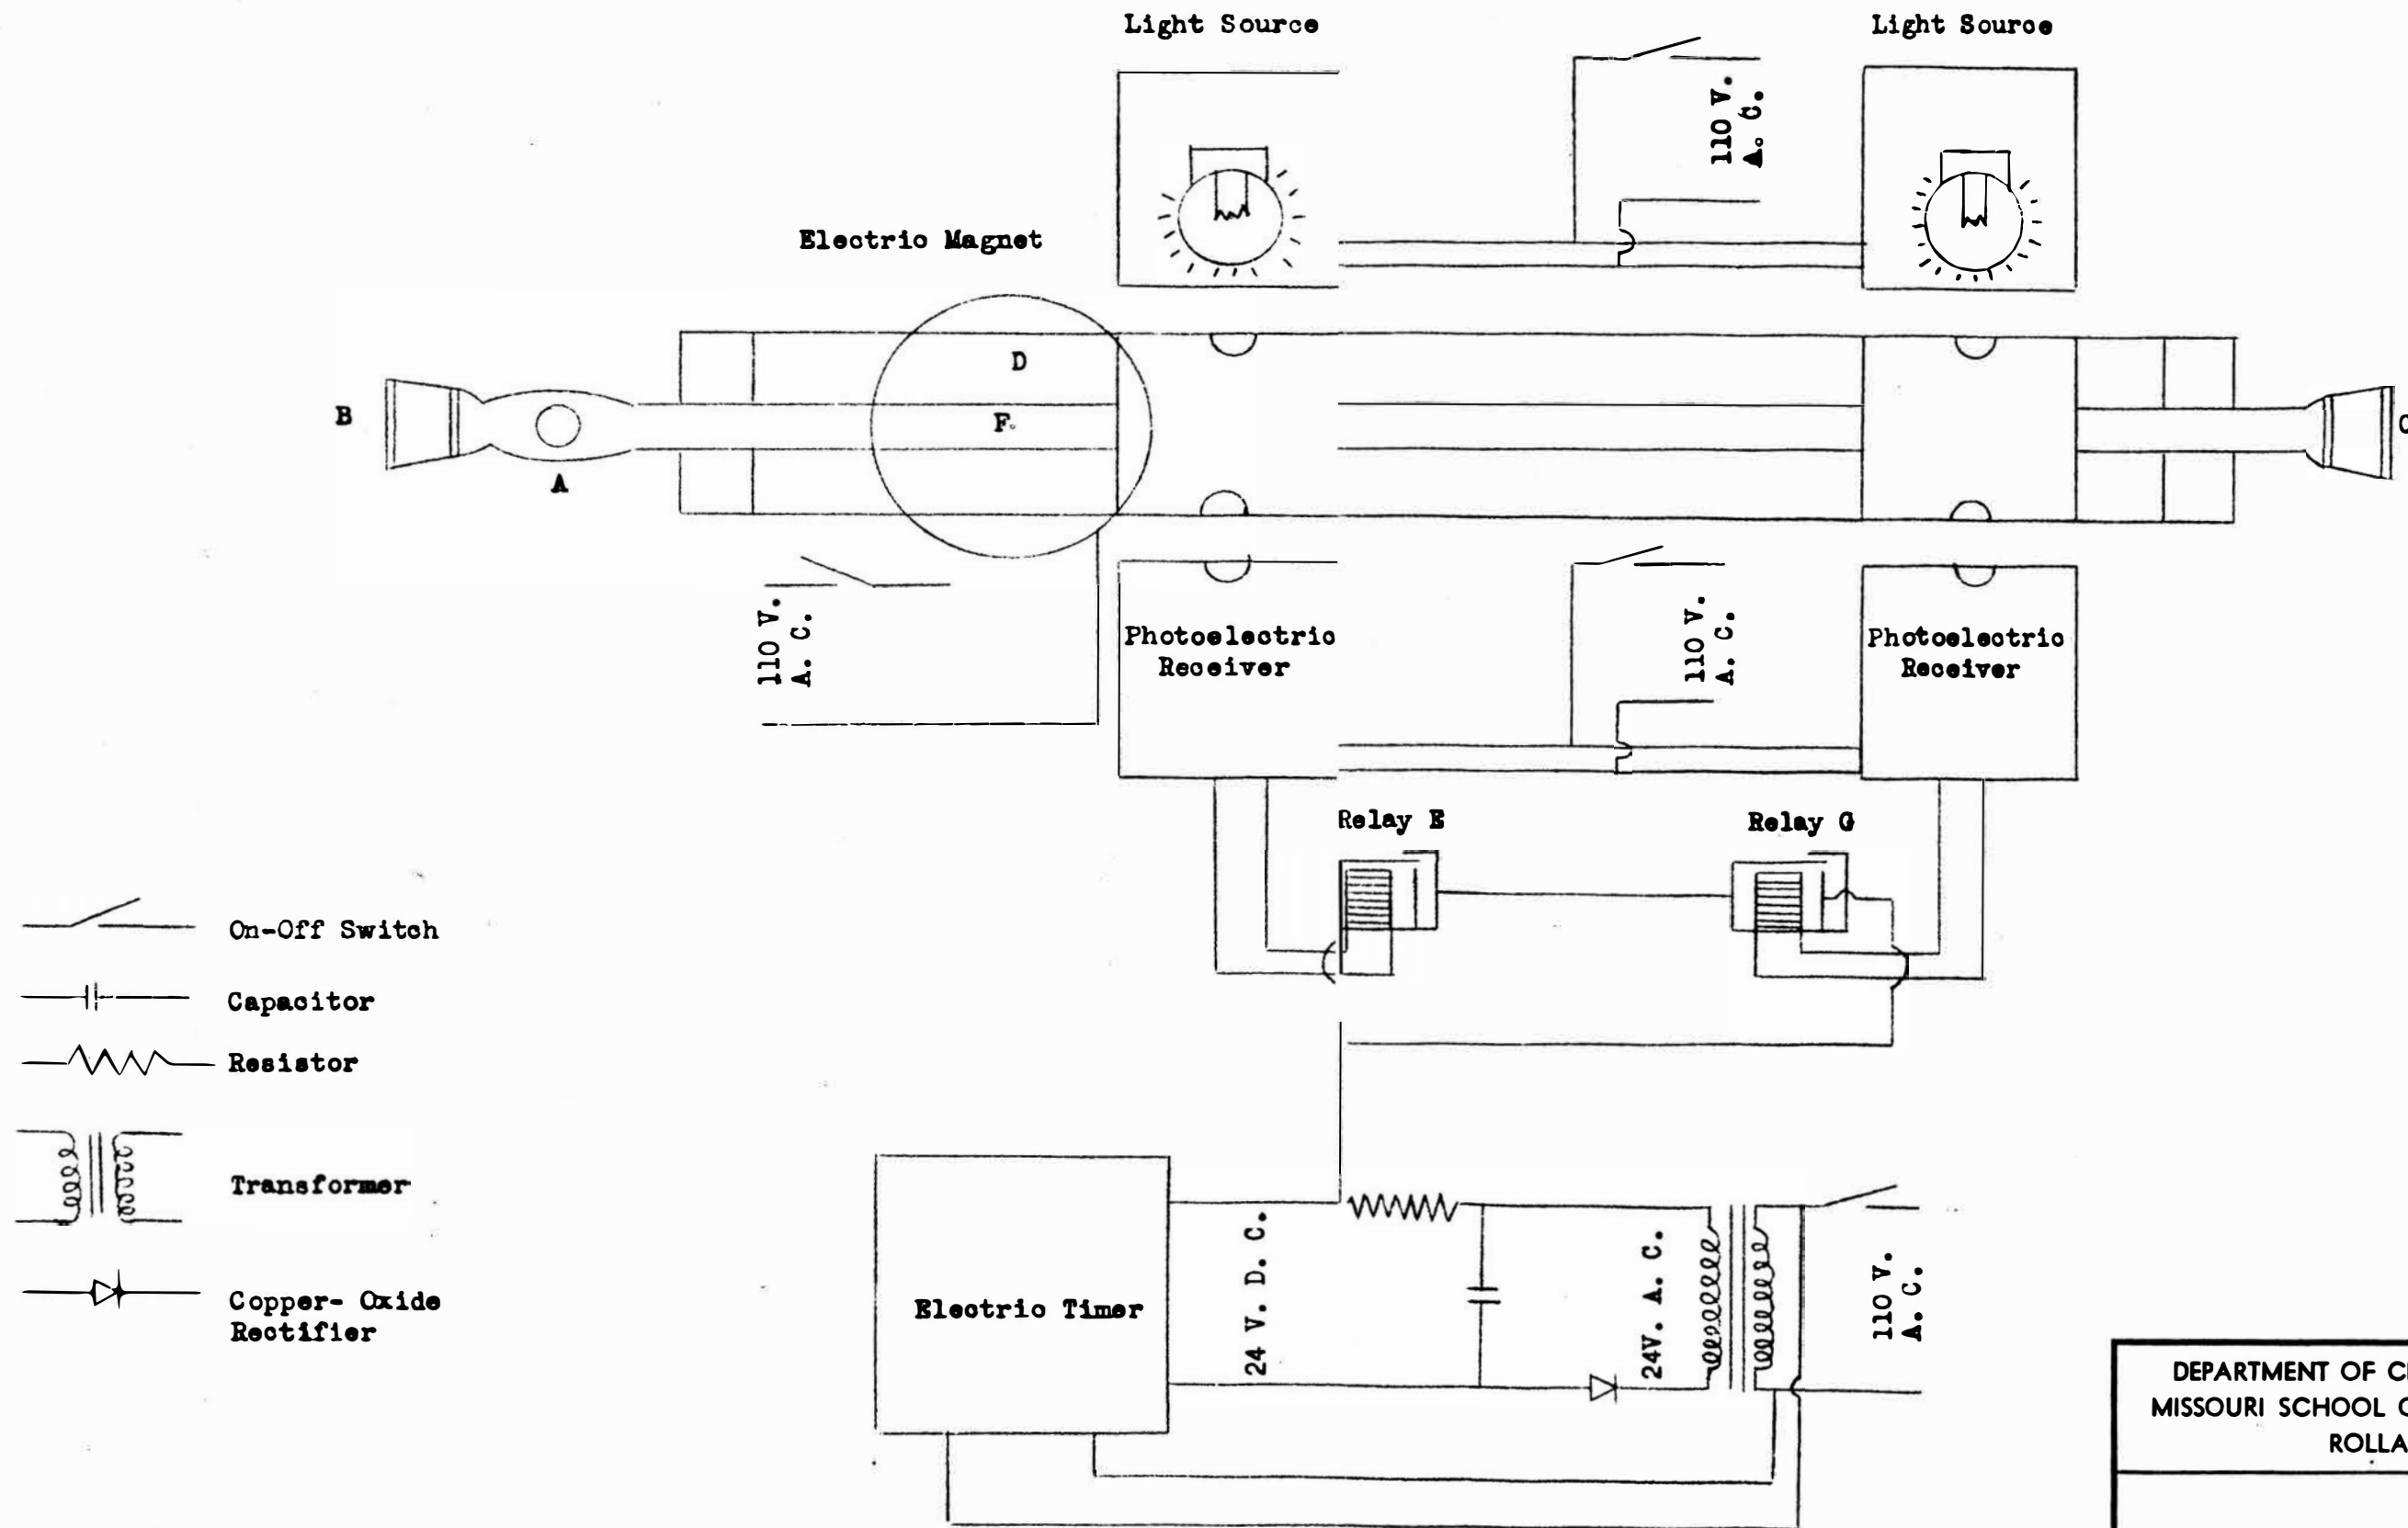 Light Source
Light Source
110 V.
A. C.
Electric Magnet
D
B
F.
C
A
110 V.
A. C.
Photoelectric
Receiver
110 V.
A. C.
Photoelectric
Receiver
Relay E
Relay G
On-Off Switch
Capacitor
Resistor
Transformer
Copper- Oxide
Rectifier
Electric Timer
24 V. D. C.
24V. A. C.
110 V.
A. C.
DEPARTMENT OF
MISSOURI SCHOOL
ROLLA